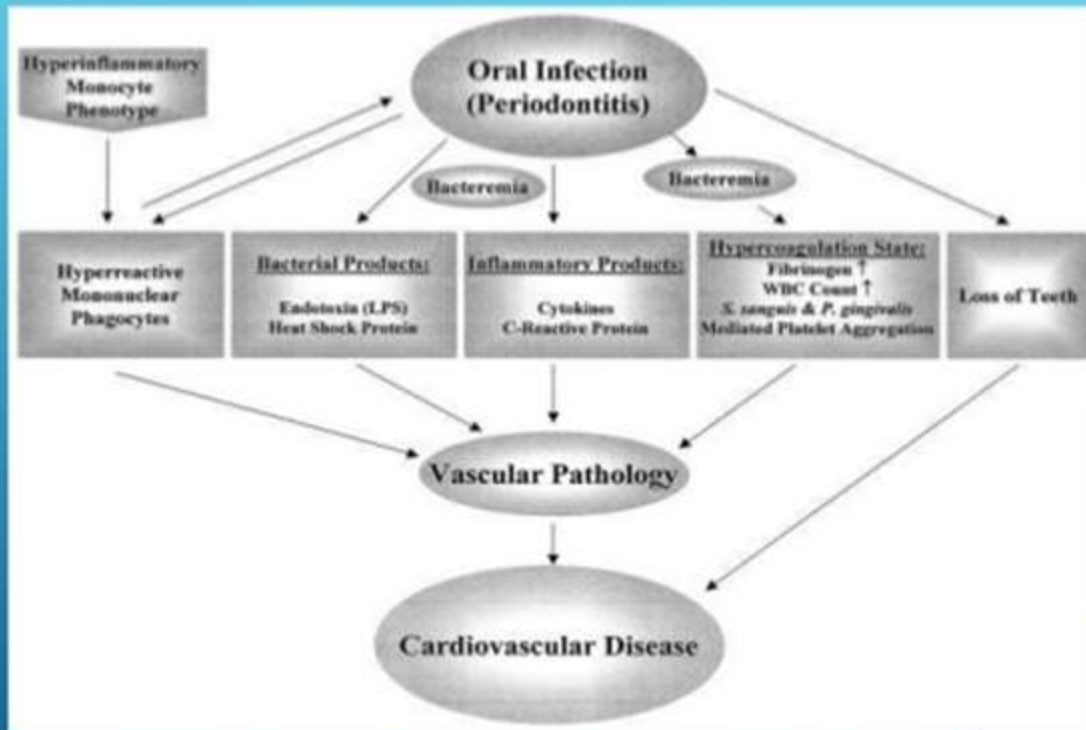 Hyperinflammatory
Monocyte
Phenotype
Oral Infection
(Periodontitis)
Bacteremia
Bacteremia
Hyperreactive
Mononuclear
Phagocytes
Bacterial Products:
Endotoxin (LPS)
Heat Shock Protein
Inflammatory Products:
Cytokines
C-Reactive Protein
Hypercoagulation State:
Fibrinogen ↑
WBC Count ↑
S. sanguis & P. gingivalis
Mediated Platelet Aggregation
Loss of Teeth
Vascular Pathology
Cardiovascular Disease